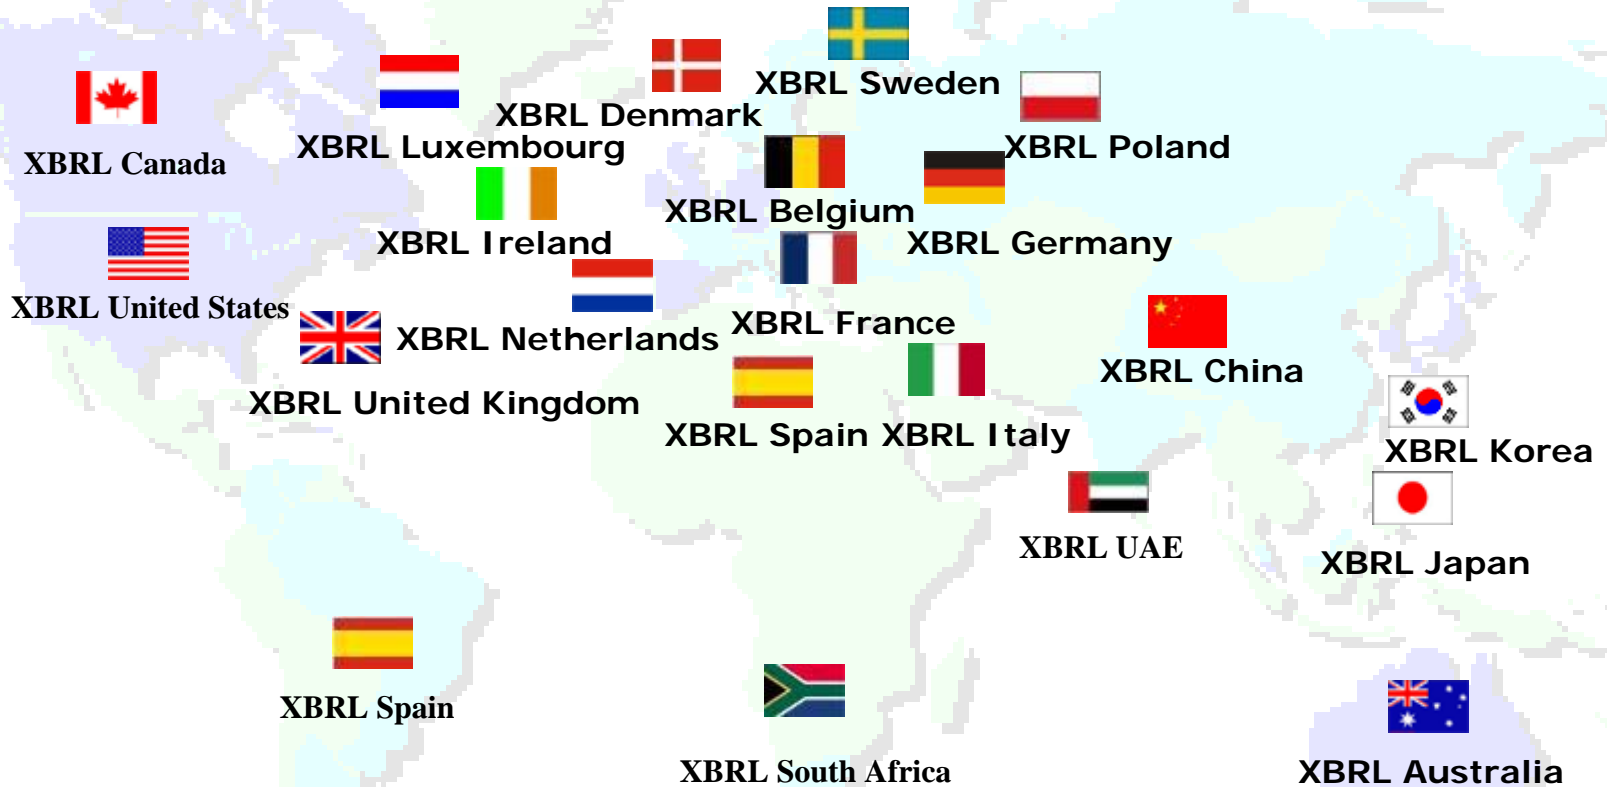 XBRL Sweden
XBRL Denmark
XBRL Luxembourg
XBRL Poland
XBRL Canada
XBRL Belgium
XBRL Ireland
XBRL Germany
XBRL United States
XBRL France
XBRL Netherlands
XBRL China
XBRL United Kingdom
XBRL Spain
XBRL Italy
XBRL Korea
XBRL UAE
XBRL Japan
XBRL Spain
XBRL South Africa
XBRL Australia